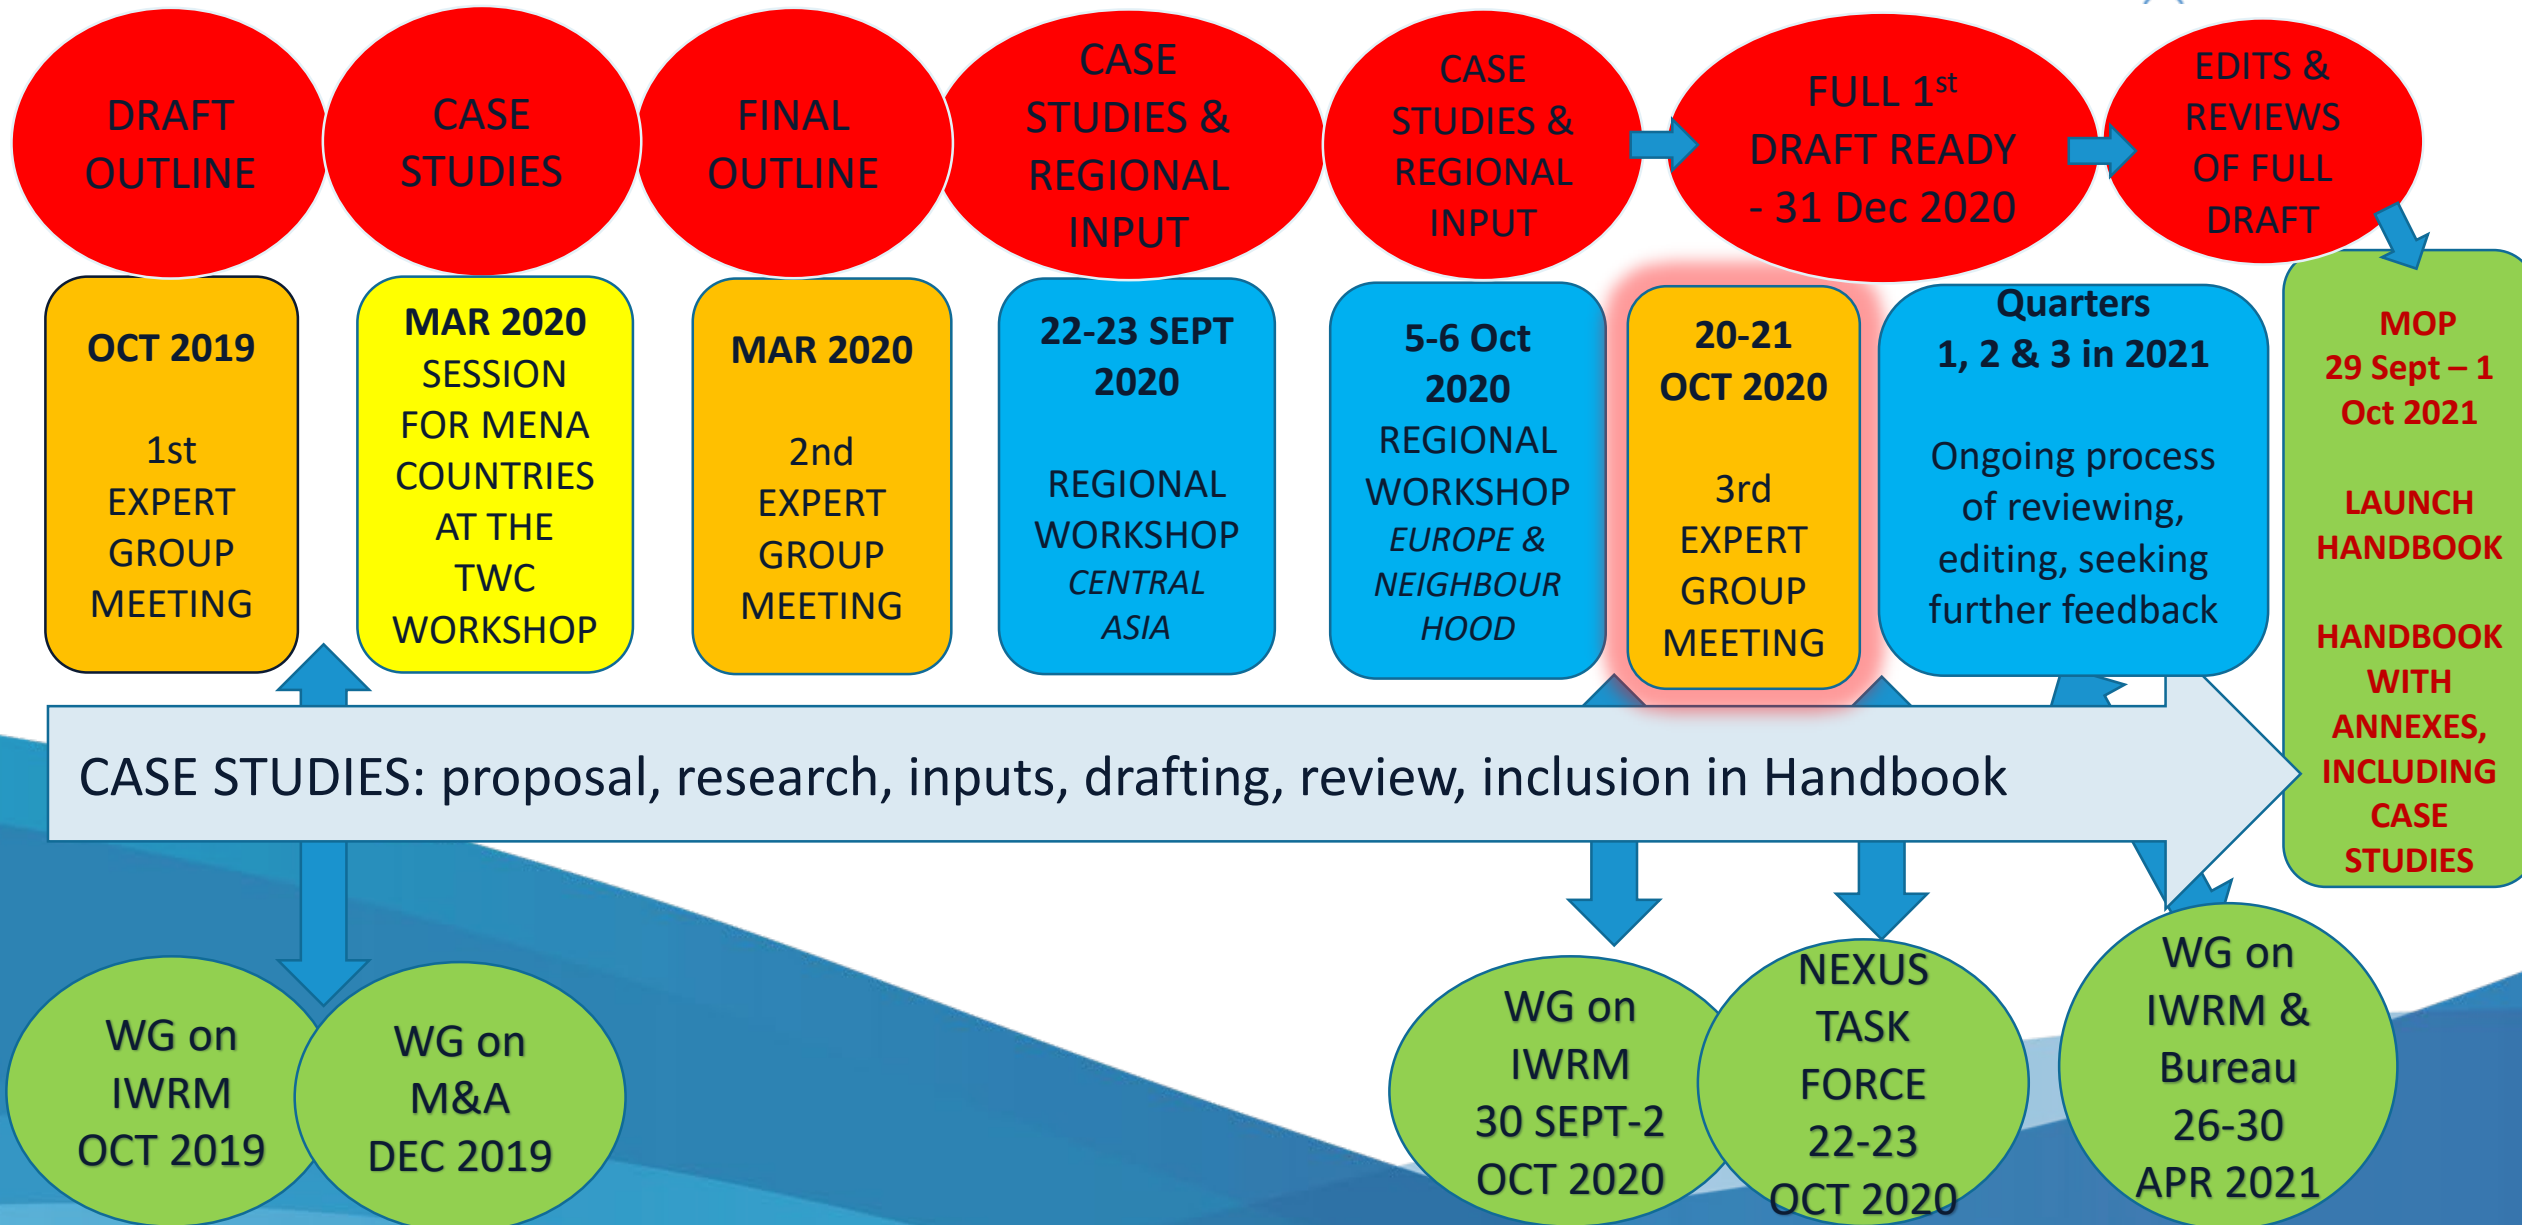 DRAFT
OUTLINE
CASE
STUDIES
FINAL
OUTLINE
CASE
STUDIES &
REGIONAL
INPUT
CASE
STUDIES &
REGIONAL
INPUT
FULL 1st
DRAFT READY
- 31 Dec 2020
EDITS &
REVIEWS
OF FULL
DRAFT
OCT 2019
1st
EXPERT
GROUP
MEETING
MAR 2020
SESSION
FOR MENA
COUNTRIES
AT THE
TWC
WORKSHOP
MAR 2020
2nd
EXPERT
GROUP
MEETING
22-23 SEPT
2020
REGIONAL
WORKSHOP
CENTRAL
ASIA
5-6 Oct
2020
REGIONAL
WORKSHOP
EUROPE &
NEIGHBOUR
HOOD
20-21
OCT 2020
3rd
EXPERT
GROUP
MEETING
Quarters
1, 2 & 3 in 2021
Ongoing process
of reviewing,
editing, seeking
further feedback
MOP
29 Sept – 1
Oct 2021
LAUNCH
HANDBOOK
HANDBOOK
WITH
ANNEXES,
INCLUDING
CASE
STUDIES
CASE STUDIES: proposal, research, inputs, drafting, review, inclusion in Handbook
WG on
IWRM
OCT 2019
WG on
M&A
DEC 2019
WG on
IWRM
30 SEPT-2
OCT 2020
NEXUS
TASK
FORCE
22-23
OCT 2020
WG on
IWRM &
Bureau
26-30
APR 2021